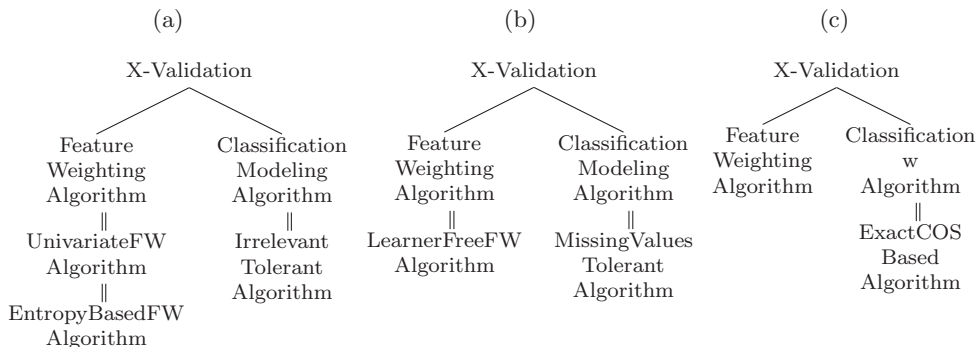 (a)
X-Validation
Feature
Weighting
Algorithm
||
UnivariateFW
Algorithm
||
EntropyBasedFW
Algorithm
Classification
Modeling
Algorithm
||
Irrelevant
Tolerant
Algorithm
(b)
X-Validation
Feature
Weighting
Algorithm
||
LearnerFreeFW
Algorithm
Classification
Modeling
Algorithm
||
MissingValues
Tolerant
Algorithm
(c)
X-Validation
Feature
Weighting
Algorithm
Classification
w
Algorithm
||
ExactCOS
Based
Algorithm